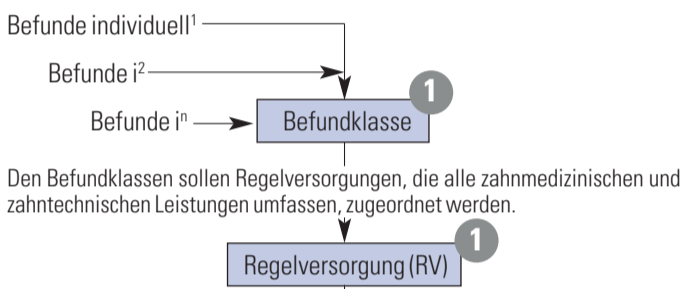 Befunde individuell¹
1
Befunde i²
Befunde iⁿ
Befundklasse
Den Befundklassen sollen Regelversorgungen, die alle zahnmedizinischen und
zahntechnischen Leistungen umfassen, zugeordnet werden.
1
Regelversorgung (RV)